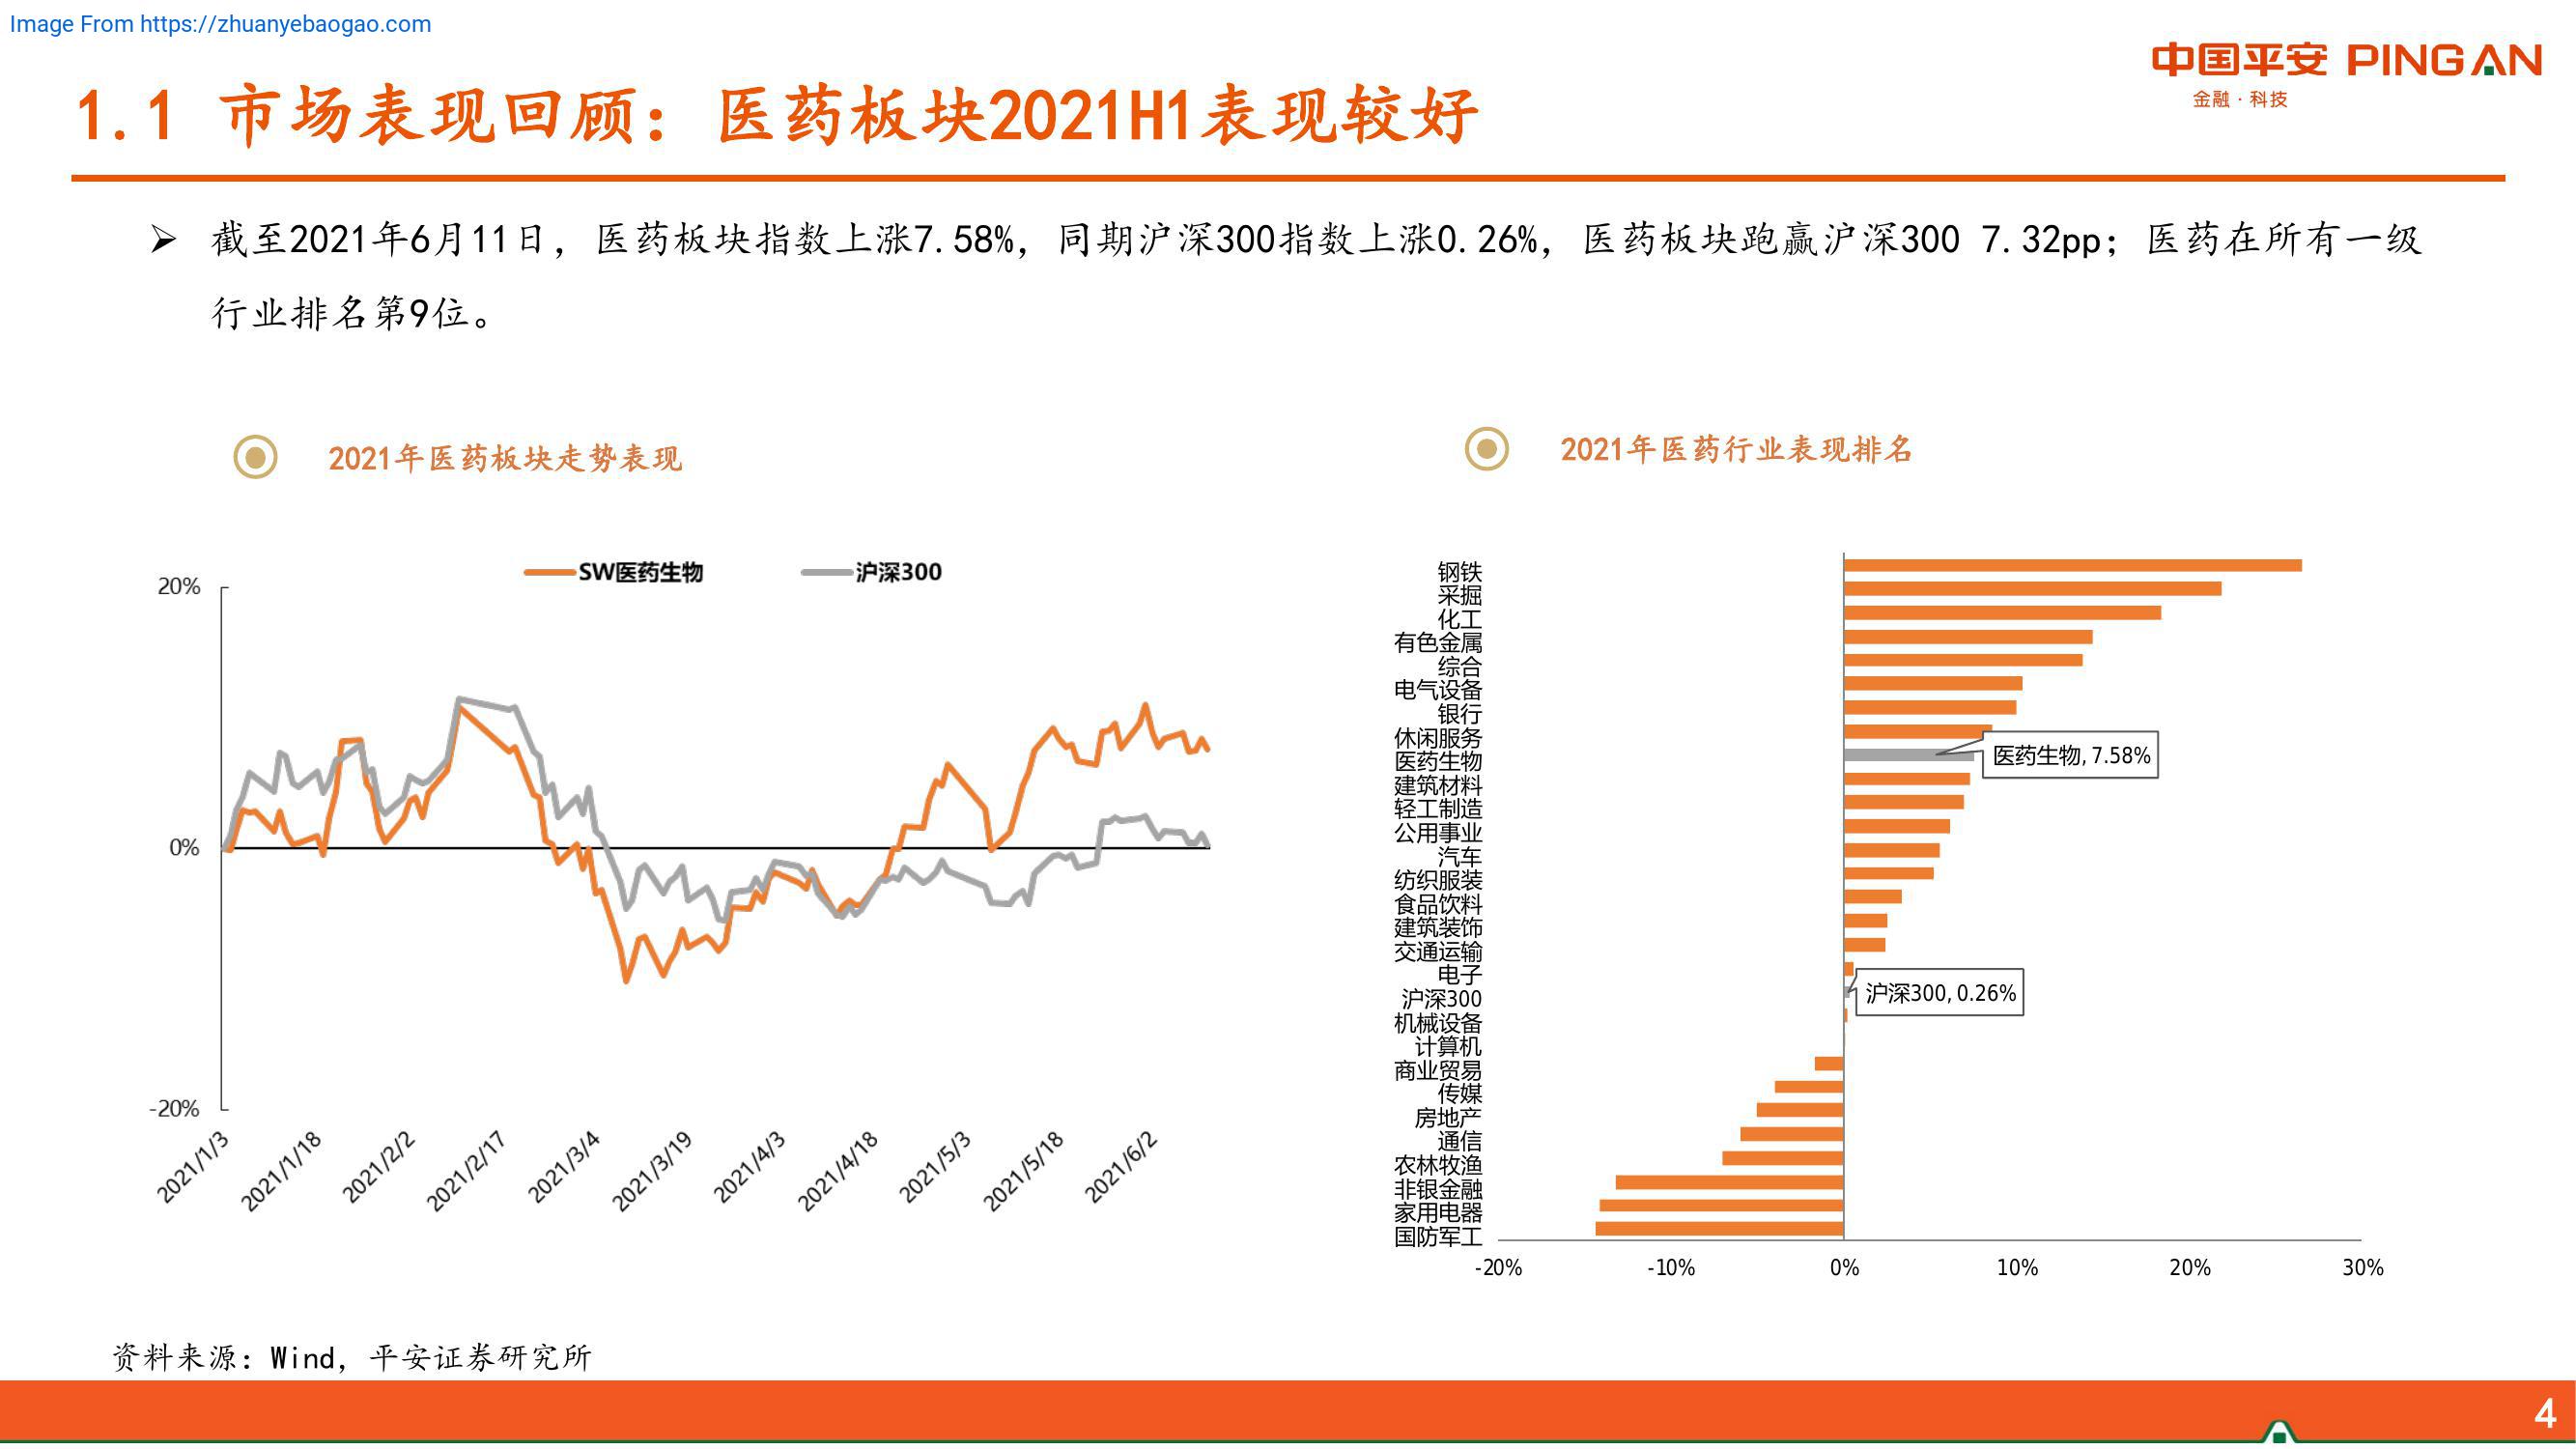 Image From https://zhuanyebaogao.com
中国平安 PING AN
金融·科技
1.1 市场表现回顾：医药板块2021H1表现较好
截至2021年6月11日，医药板块指数上涨7.58%，同期沪深300指数上涨0.26%，医药板块跑赢沪深300 7.32pp；医药在所有一级
行业排名第9位。
2021年医药板块走势表现
SW医药生物
沪深300
20%
0%
-20%
2021/1/3
2021/1/18
2021/2/2
2021/2/17
2021/3/4
2021/3/19
2021/4/3
2021/4/18
2021/5/3
2021/5/18
2021/6/2
2021年医药行业表现排名
钢铁
采掘
化工
有色金属
综合
电气设备
银行
休闲服务
医药生物
建筑材料
轻工制造
公用事业
汽车
纺织服装
食品饮料
建筑装饰
交通运输
电子
沪深300
机械设备
计算机
商业贸易
传媒
房地产
通信
农林牧渔
非银金融
家用电器
国防军工
医药生物, 7.58%
沪深300, 0.26%
-20%
-10%
0%
10%
20%
30%
资料来源：Wind，平安证券研究所
4